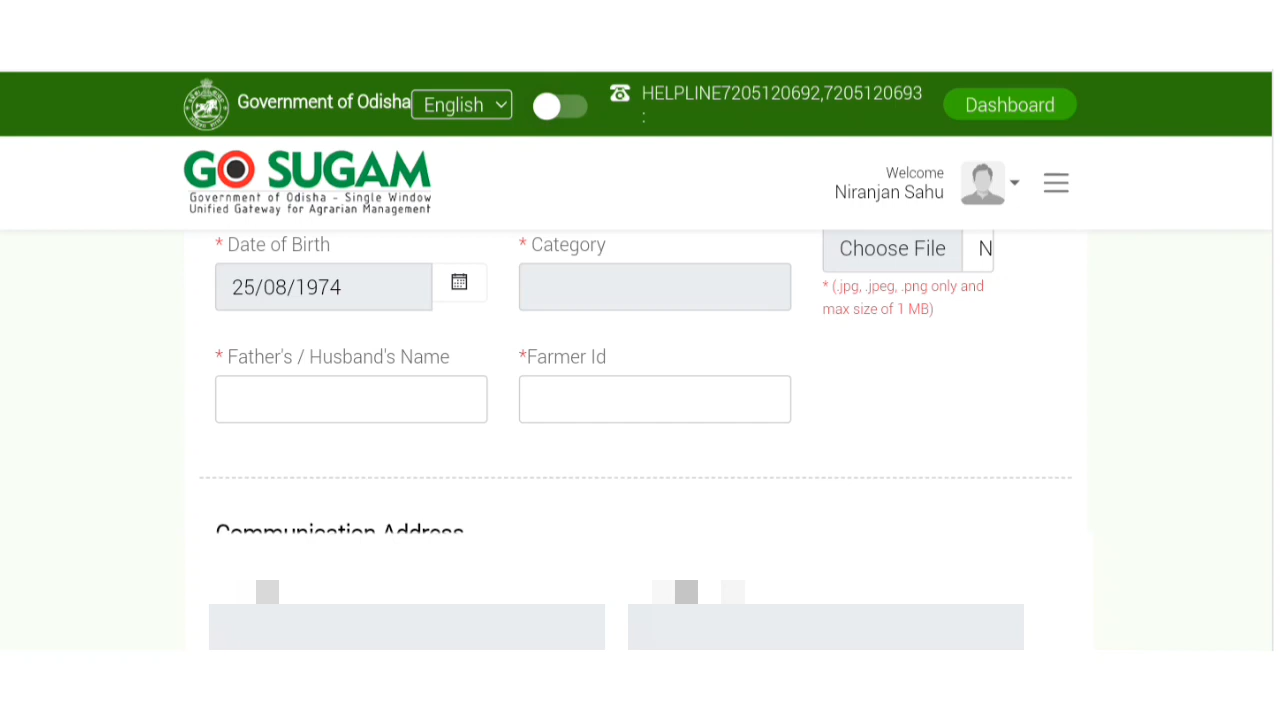 Government of Odisha
English
HELPLINE7205120692,7205120693
:
Dashboard
GO SUGAM
Government of Odisha - Single Window
Unified Gateway for Agrarian Management
Welcome
Niranjan Sahu
* Date of Birth
* Category
Choose File N
25/08/1974
* (.jpg, .jpeg, .png only and
max size of 1 MB)
* Father's / Husband's Name
*Farmer Id
Communication Address